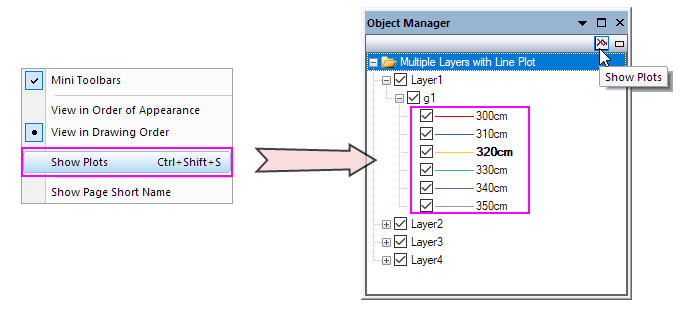 Mini Toolbars
View in Order of Appearance
View in Drawing Order
Show Plots Ctrl+Shift+S
Show Page Short Name
Object Manager
Multiple Layers with Line Plot
Show Plots
Layer1
g1
300cm
310cm
320cm
330cm
340cm
350cm
Layer2
Layer3
Layer4